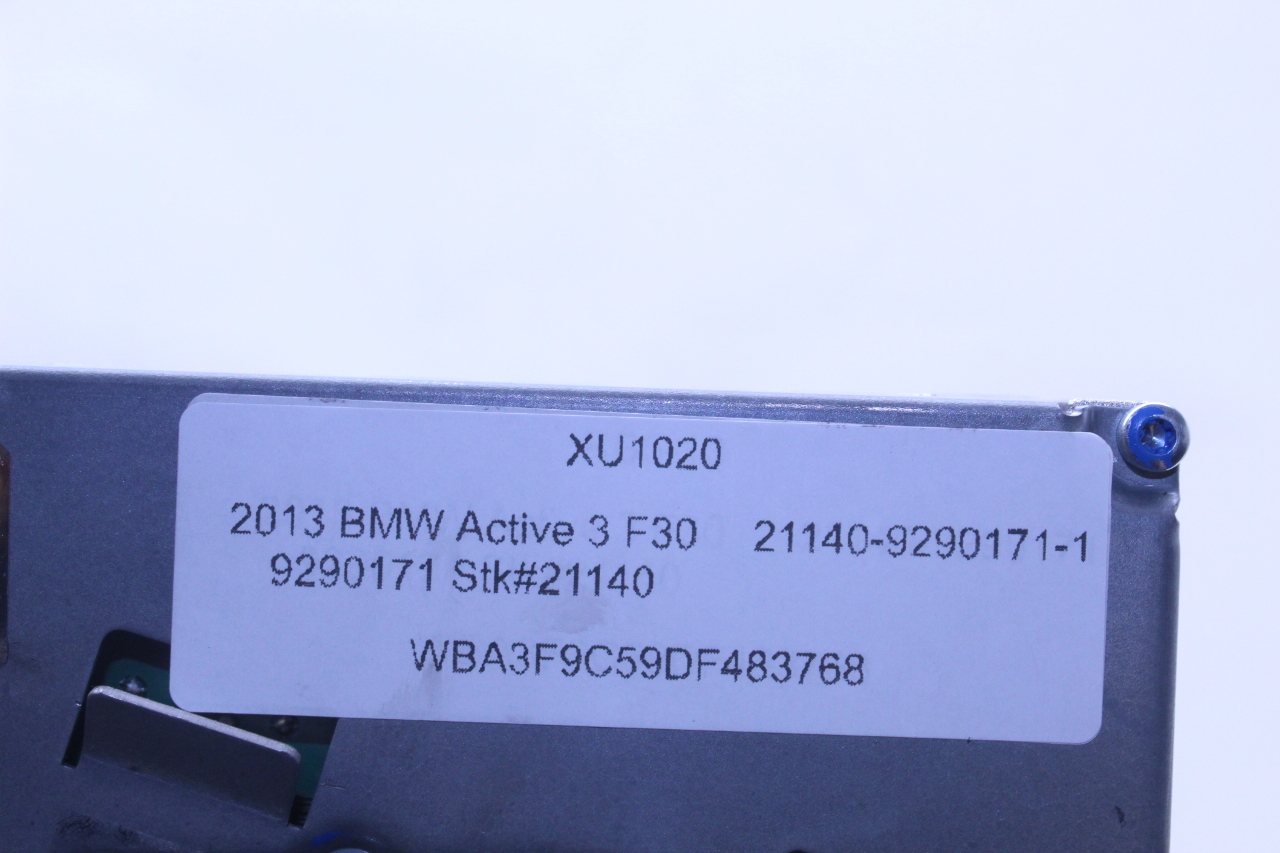 XU1020
2013 BMW Active 3 F30 21140-9290171-1
9290171 Stk#21140
WBA3F9C59DF483768